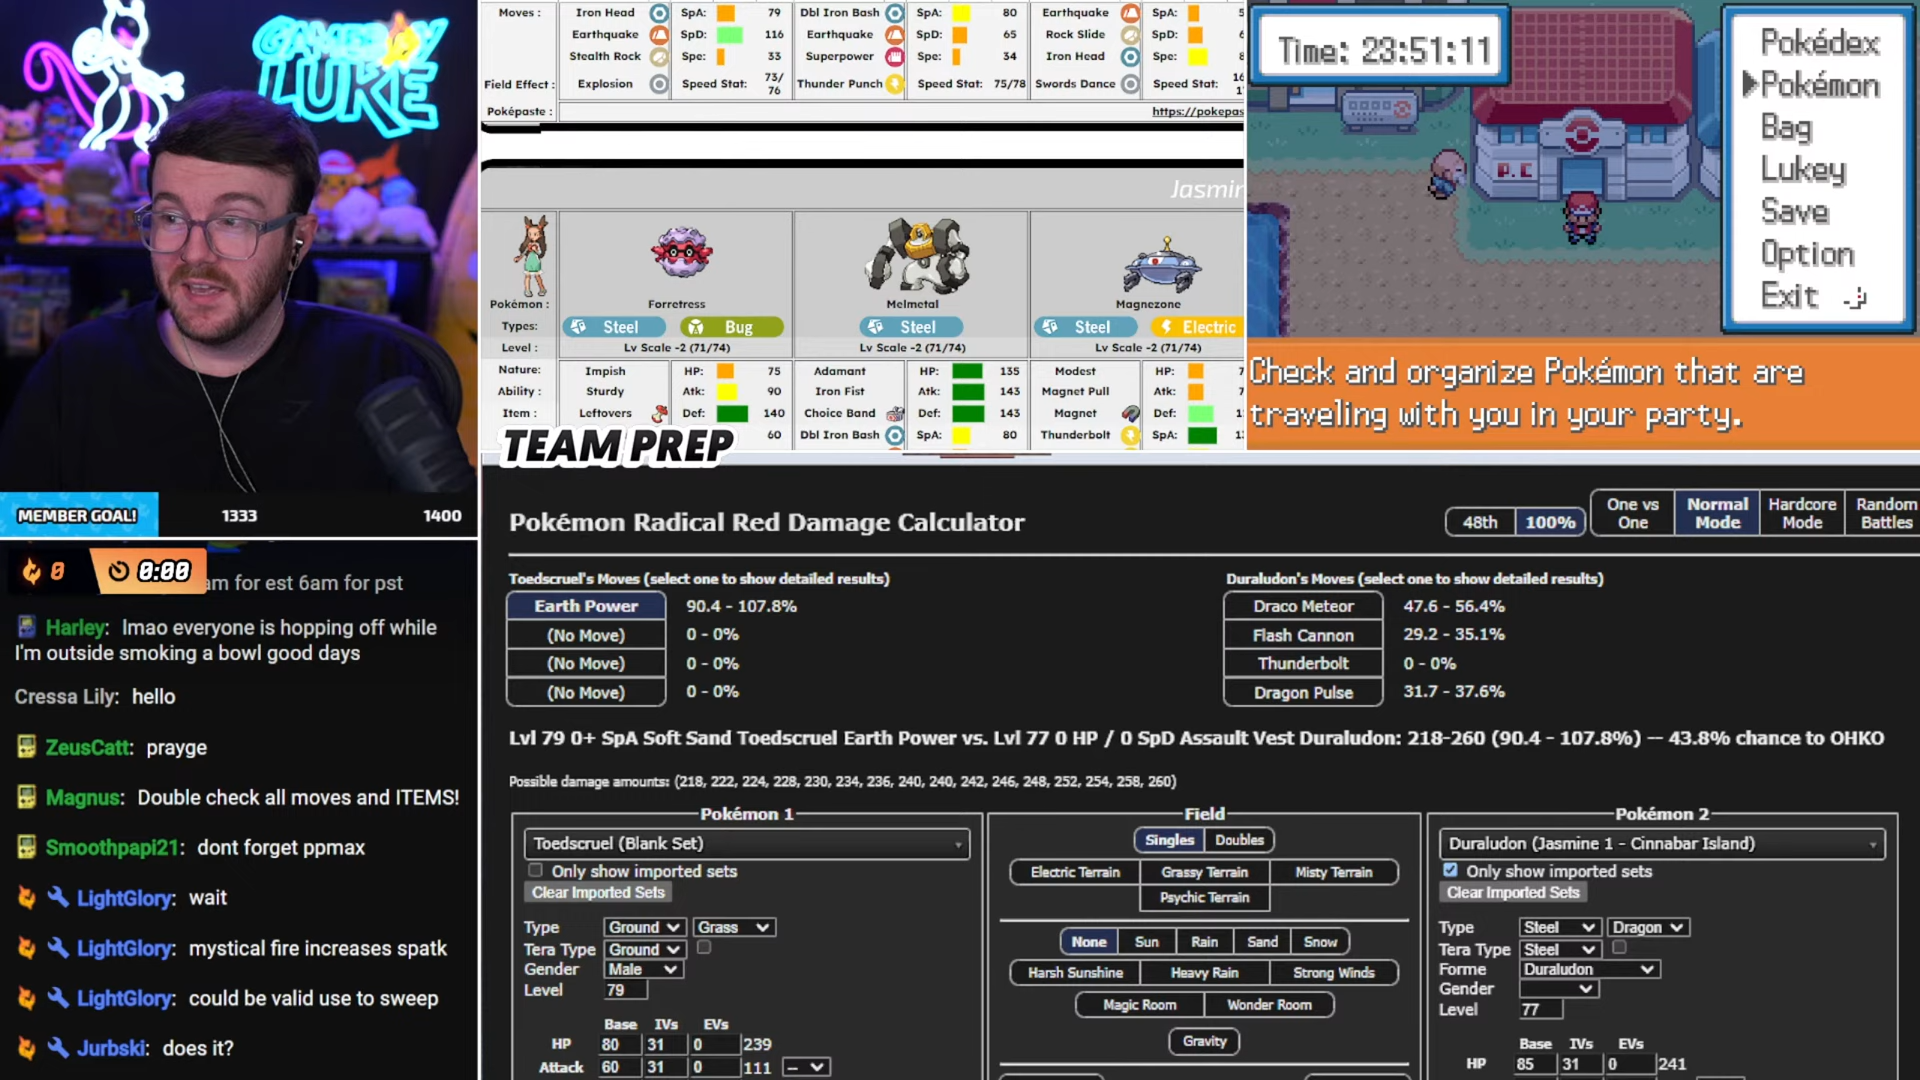 GAMEBOY
LUKE
MEMBER GOAL! 1333 1400
0 0:00
am for est 6am for pst
Harley: lmao everyone is hopping off while
I'm outside smoking a bowl good days
Cressa Lily: hello
ZeusCatt: prayge
Magnus: Double check all moves and ITEMS!
Smoothpapi21: dont forget ppmax
LightGlory: wait
LightGlory: mystical fire increases spatk
LightGlory: could be valid use to sweep
Jurbski: does it?
Moves : Iron Head SpA: 79 Dbl Iron Bash SpA: 80 Earthquake SpA: 5
Earthquake SpD: 116 Earthquake SpD: 65 Rock Slide SpD:
Stealth Rock Spe: 33 Superpower Spe: 34 Iron Head Spe: 8
Field Effect : Explosion Speed Stat: 73/76 Thunder Punch Speed Stat: 75/78 Swords Dance Speed Stat:
Poképaste : https://pokepas
Jasmin
Pokémon : Forretress Melmetal Magnezone
Types: Steel Bug Steel Steel Electric
Level : Lv Scale -2 (71/74) Lv Scale -2 (71/74) Lv Scale -2 (71/74)
Nature: Impish HP: 75 Adamant HP: 135 Modest HP: 7
Ability : Sturdy Atk: 90 Iron Fist Atk: 143 Magnet Pull Atk: 7
Item : Leftovers Def: 140 Choice Band Def: 143 Magnet Def:
60 Dbl Iron Bash SpA: 80 Thunderbolt SpA:
TEAM PREP
Time: 23:51:11
P.C
Pokédex
Pokémon
Bag
Lukey
Save
Option
Exit
Check and organize Pokémon that are
traveling with you in your party.
Pokémon Radical Red Damage Calculator
48th 100% One vs One Normal Mode Hardcore Mode Random Battles
Toedscruel's Moves (select one to show detailed results)
Earth Power 90.4 - 107.8%
(No Move) 0 - 0%
(No Move) 0 - 0%
(No Move) 0 - 0%
Duraludon's Moves (select one to show detailed results)
Draco Meteor 47.6 - 56.4%
Flash Cannon 29.2 - 35.1%
Thunderbolt 0 - 0%
Dragon Pulse 31.7 - 37.6%
Lvl 79 0+ SpA Soft Sand Toedscruel Earth Power vs. Lvl 77 0 HP / 0 SpD Assault Vest Duraludon: 218-260 (90.4 - 107.8%) -- 43.8% chance to OHKO
Possible damage amounts: (218, 222, 224, 228, 230, 234, 236, 240, 240, 242, 246, 248, 252, 254, 258, 260)
Pokémon 1
Toedscruel (Blank Set)
Only show imported sets
Clear Imported Sets
Type Ground Grass
Tera Type Ground
Gender Male
Level 79
Base IVs EVs
HP 80 31 0 239
Attack 60 31 0 111 --
Field
Singles Doubles
Electric Terrain Grassy Terrain Misty Terrain
Psychic Terrain
None Sun Rain Sand Snow
Harsh Sunshine Heavy Rain Strong Winds
Magic Room Wonder Room
Gravity
Pokémon 2
Duraludon (Jasmine 1 - Cinnabar Island)
Only show imported sets
Clear Imported Sets
Type Steel Dragon
Tera Type Steel
Forme Duraludon
Gender
Level 77
Base IVs EVs
HP 85 31 0 241